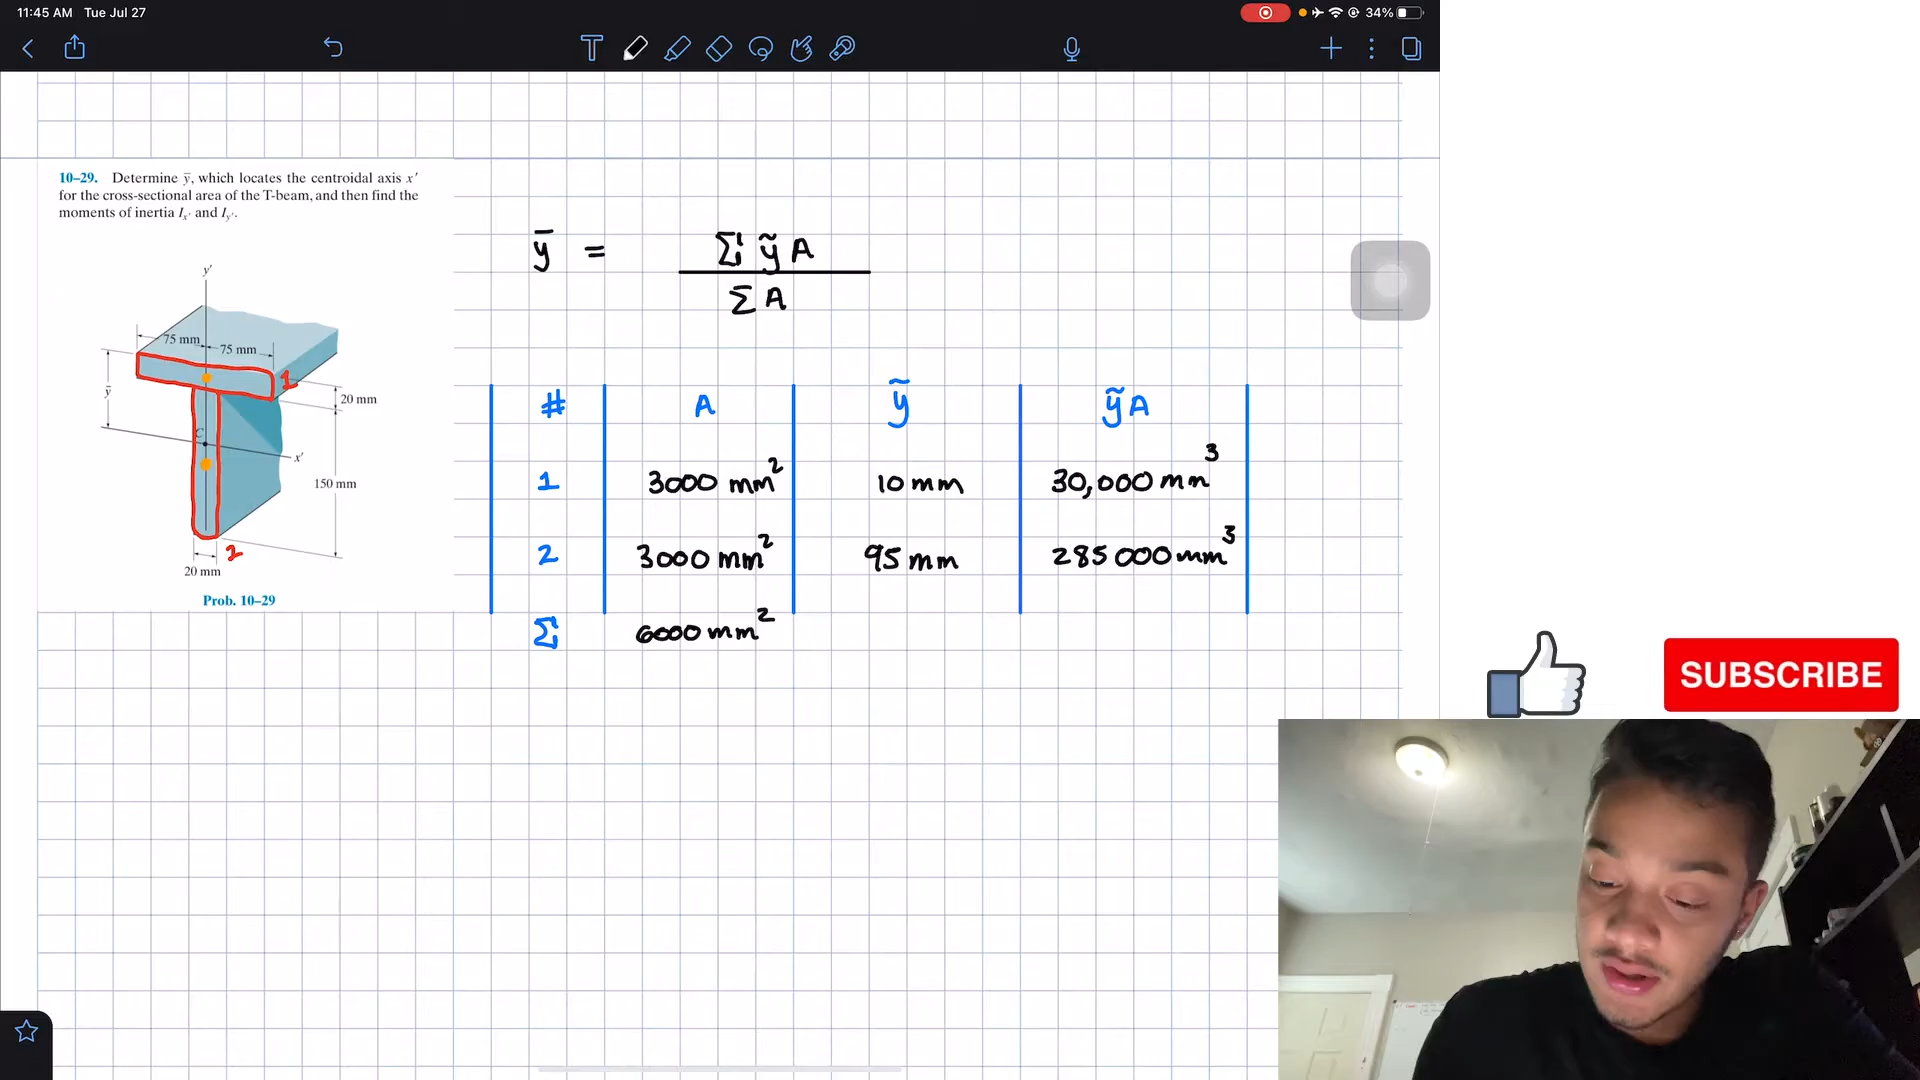 11:45 AM Tue Jul 27
34%
10–29. Determine y̅, which locates the centroidal axis x′
for the cross-sectional area of the T-beam, and then find the
moments of inertia Ix′ and Iy′.
y̅ = Σ ỹ A
Σ A
y′
75 mm
75 mm
1
y̅
20 mm
C
x′
150 mm
2
20 mm
Prob. 10–29
# A ỹ ỹA
1 3000 mm² 10 mm 30,000 mm³
2 3000 mm² 95 mm 285 000 mm³
Σ 6000 mm²
SUBSCRIBE